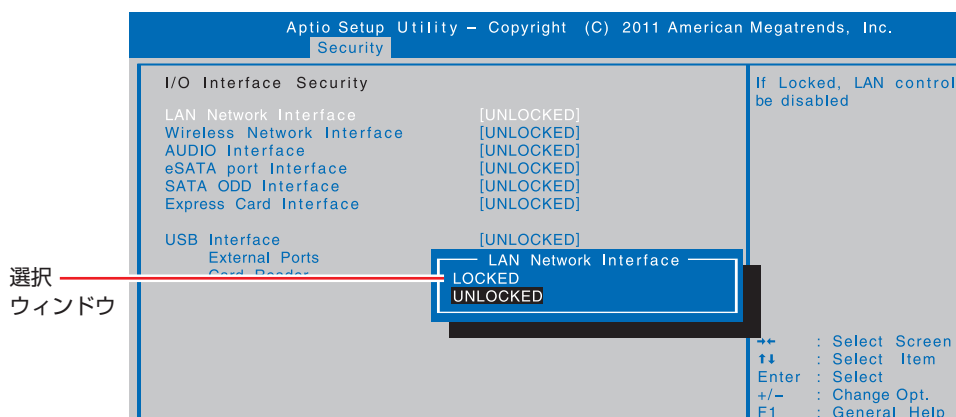 Aptio Setup Utility – Copyright (C) 2011 American Megatrends, Inc.
Security
I/O Interface Security
LAN Network Interface [UNLOCKED]
Wireless Network Interface [UNLOCKED]
AUDIO Interface [UNLOCKED]
eSATA port Interface [UNLOCKED]
SATA ODD Interface [UNLOCKED]
Express Card Interface [UNLOCKED]
USB Interface [UNLOCKED]
External Ports
Card Reader
LAN Network Interface
LOCKED
UNLOCKED
選択
ウィンドウ
If Locked, LAN control
be disabled
→← : Select Screen
↑↓ : Select Item
Enter : Select
+/– : Change Opt.
F1 : General Help